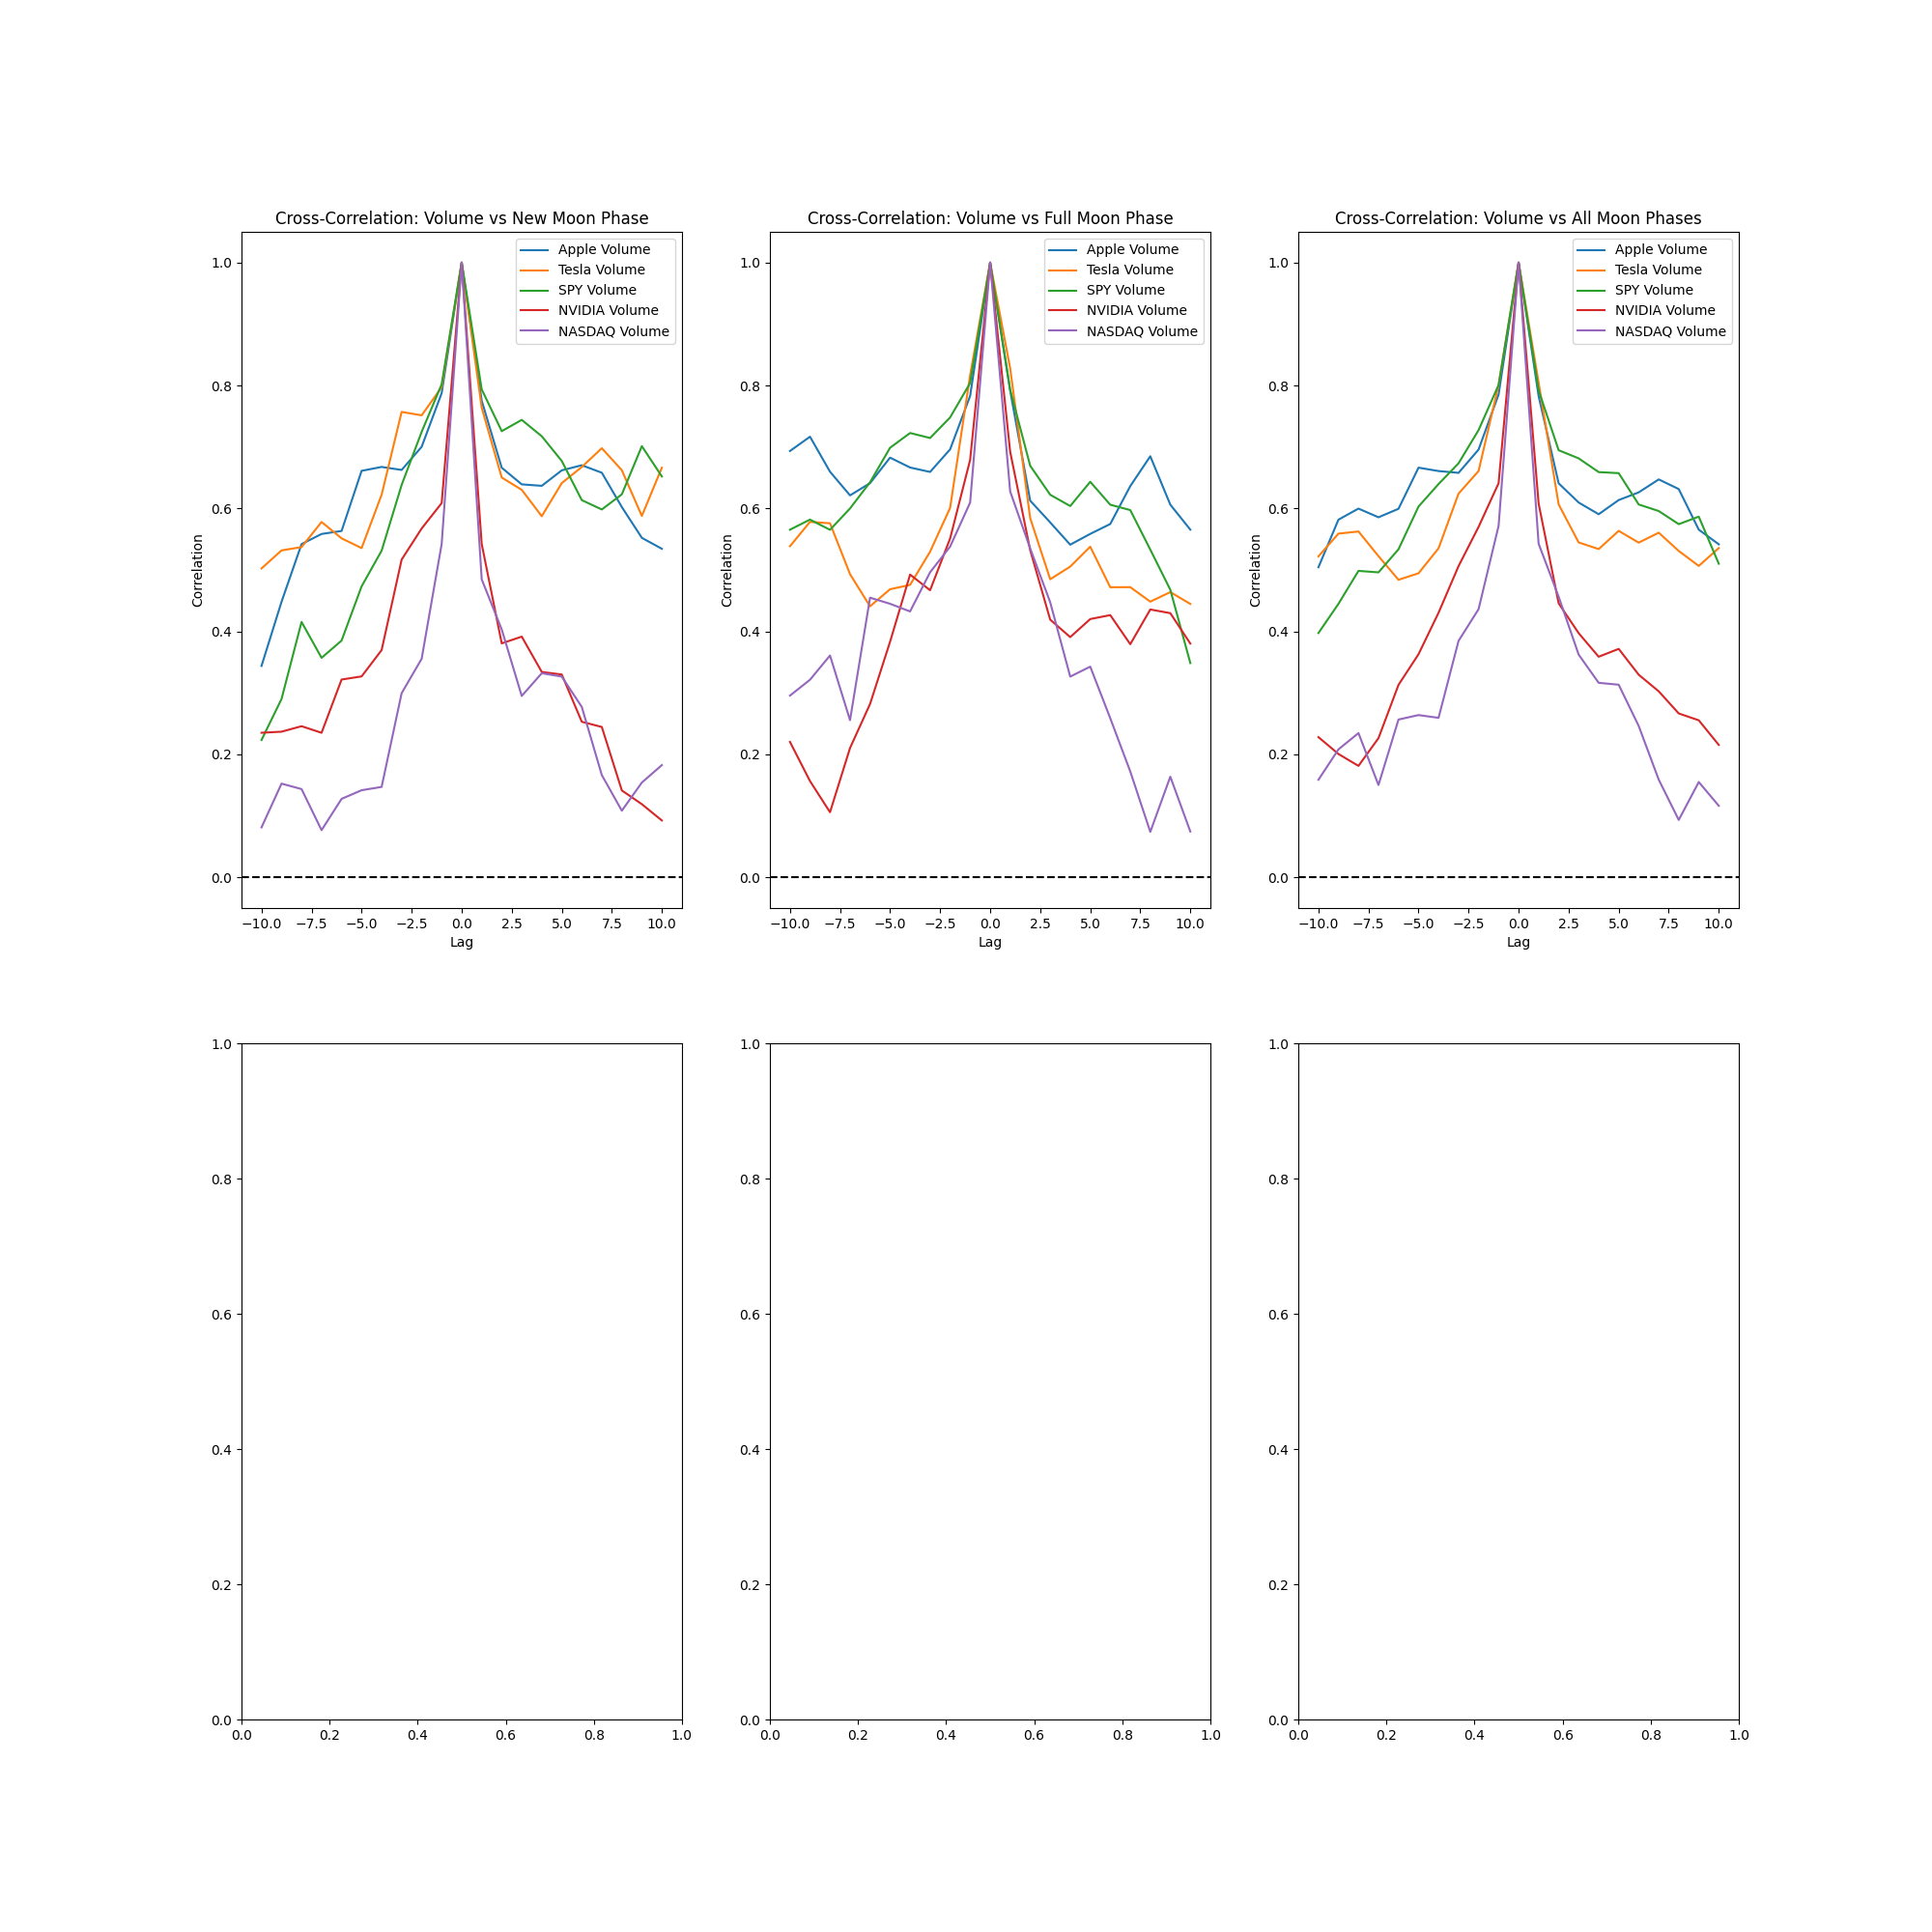 Cross-Correlation: Volume vs New Moon Phase
Cross-Correlation: Volume vs Full Moon Phase
Cross-Correlation: Volume vs All Moon Phases
Apple Volume
Tesla Volume
SPY Volume
NVIDIA Volume
NASDAQ Volume
1.0
0.8
0.6
0.4
0.2
0.0
Correlation
−10.0 −7.5 −5.0 −2.5 0.0 2.5 5.0 7.5 10.0
Lag
Apple Volume
Tesla Volume
SPY Volume
NVIDIA Volume
NASDAQ Volume
1.0
0.8
0.6
0.4
0.2
0.0
Correlation
−10.0 −7.5 −5.0 −2.5 0.0 2.5 5.0 7.5 10.0
Lag
Apple Volume
Tesla Volume
SPY Volume
NVIDIA Volume
NASDAQ Volume
1.0
0.8
0.6
0.4
0.2
0.0
Correlation
−10.0 −7.5 −5.0 −2.5 0.0 2.5 5.0 7.5 10.0
Lag
1.0
0.8
0.6
0.4
0.2
0.0
0.0 0.2 0.4 0.6 0.8 1.0
1.0
0.8
0.6
0.4
0.2
0.0
0.0 0.2 0.4 0.6 0.8 1.0
1.0
0.8
0.6
0.4
0.2
0.0
0.0 0.2 0.4 0.6 0.8 1.0